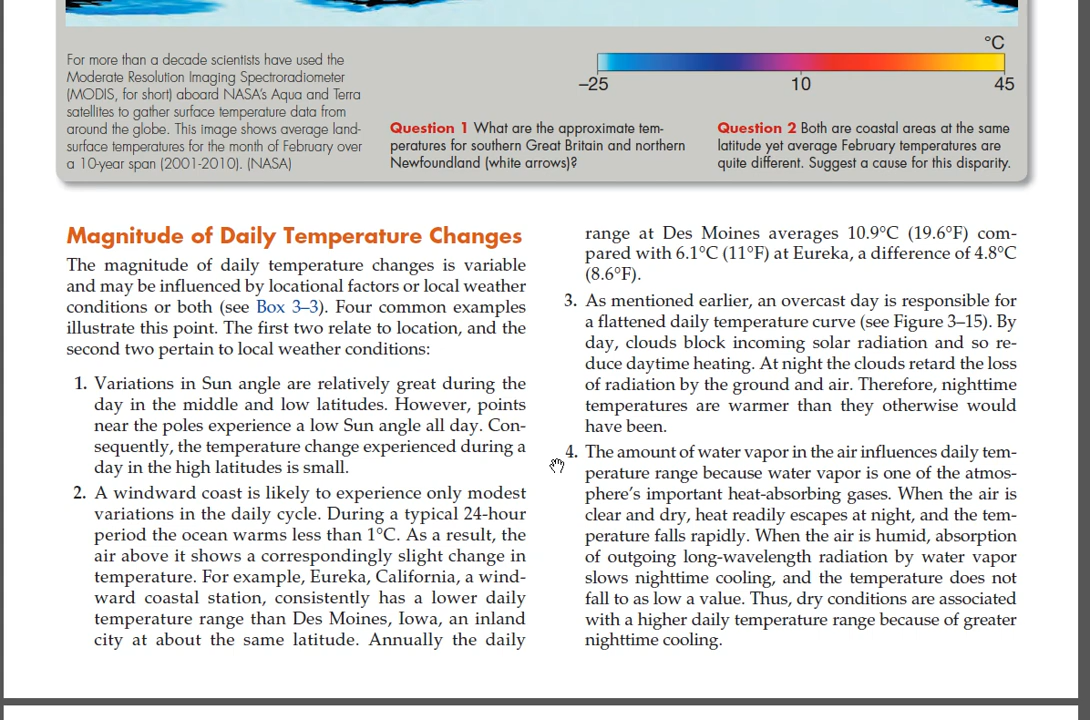 For more than a decade scientists have used the
Moderate Resolution Imaging Spectroradiometer
(MODIS, for short) aboard NASA's Aqua and Terra
satellites to gather surface temperature data from
around the globe. This image shows average land-
surface temperatures for the month of February over
a 10-year span (2001-2010). (NASA)
°C
−25 10 45
Question 1 What are the approximate tem-
peratures for southern Great Britain and northern
Newfoundland (white arrows)?
Question 2 Both are coastal areas at the same
latitude yet average February temperatures are
quite different. Suggest a cause for this disparity.
Magnitude of Daily Temperature Changes
The magnitude of daily temperature changes is variable
and may be influenced by locational factors or local weather
conditions or both (see Box 3–3). Four common examples
illustrate this point. The first two relate to location, and the
second two pertain to local weather conditions:
1. Variations in Sun angle are relatively great during the
day in the middle and low latitudes. However, points
near the poles experience a low Sun angle all day. Con-
sequently, the temperature change experienced during a
day in the high latitudes is small.
2. A windward coast is likely to experience only modest
variations in the daily cycle. During a typical 24-hour
period the ocean warms less than 1°C. As a result, the
air above it shows a correspondingly slight change in
temperature. For example, Eureka, California, a wind-
ward coastal station, consistently has a lower daily
temperature range than Des Moines, Iowa, an inland
city at about the same latitude. Annually the daily
range at Des Moines averages 10.9°C (19.6°F) com-
pared with 6.1°C (11°F) at Eureka, a difference of 4.8°C
(8.6°F).
3. As mentioned earlier, an overcast day is responsible for
a flattened daily temperature curve (see Figure 3–15). By
day, clouds block incoming solar radiation and so re-
duce daytime heating. At night the clouds retard the loss
of radiation by the ground and air. Therefore, nighttime
temperatures are warmer than they otherwise would
have been.
4. The amount of water vapor in the air influences daily tem-
perature range because water vapor is one of the atmos-
phere's important heat-absorbing gases. When the air is
clear and dry, heat readily escapes at night, and the tem-
perature falls rapidly. When the air is humid, absorption
of outgoing long-wavelength radiation by water vapor
slows nighttime cooling, and the temperature does not
fall to as low a value. Thus, dry conditions are associated
with a higher daily temperature range because of greater
nighttime cooling.